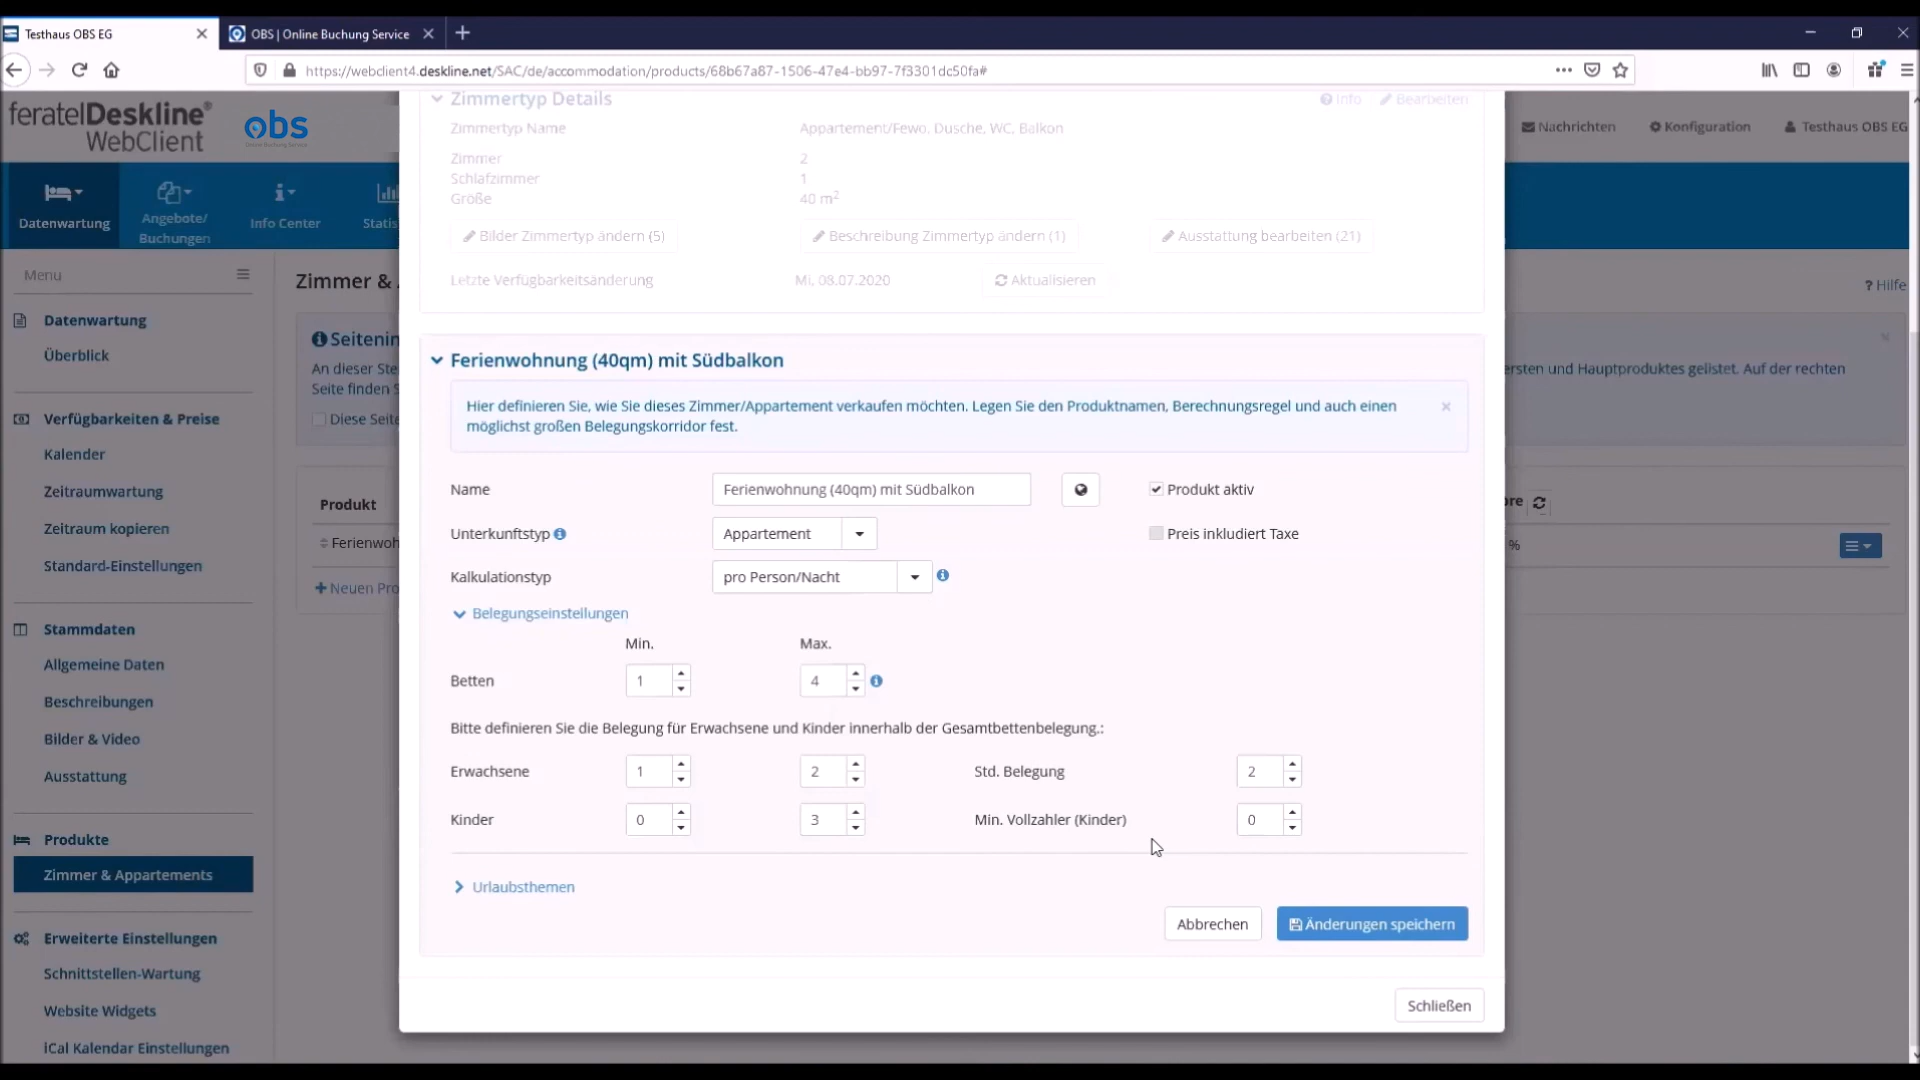 Testhaus OBS EG
OBS | Online Buchung Service
https://webclient4.deskline.net/SAC/de/accommodation/products/68b67a87-1506-47e4-bb97-7f3301dc50fa#
feratelDeskline®
WebClient
obs
Online Buchung Service
Nachrichten
Konfiguration
Testhaus OBS EG
Datenwartung
Angebote/
Buchungen
Info Center
Statis
Menu
Datenwartung
Überblick
Verfügbarkeiten & Preise
Kalender
Zeitraumwartung
Zeitraum kopieren
Standard-Einstellungen
Stammdaten
Allgemeine Daten
Beschreibungen
Bilder & Video
Ausstattung
Produkte
Zimmer & Appartements
Erweiterte Einstellungen
Schnittstellen-Wartung
Website Widgets
iCal Kalendar Einstellungen
Zimmer &
? Hilfe
Seitenin
An dieser Ste
ersten und Hauptproduktes gelistet. Auf der rechten
Seite finden S
Diese Seite
Produkt
Ferienwoh
%
Neuen Pro
Zimmertyp Details
Info
Bearbeiten
Zimmertyp Name Appartement/Fewo, Dusche, WC, Balkon
Zimmer 2
Schlafzimmer 1
Größe 40 m²
Bilder Zimmertyp ändern (5)
Beschreibung Zimmertyp ändern (1)
Ausstattung bearbeiten (21)
Letzte Verfügbarkeitsänderung Mi, 08.07.2020 Aktualisieren
Ferienwohnung (40qm) mit Südbalkon
Hier definieren Sie, wie Sie dieses Zimmer/Appartement verkaufen möchten. Legen Sie den Produktnamen, Berechnungsregel und auch einen
möglichst großen Belegungskorridor fest.
Name Ferienwohnung (40qm) mit Südbalkon Produkt aktiv
Unterkunftstyp Appartement Preis inkludiert Taxe
Kalkulationstyp pro Person/Nacht
Belegungseinstellungen
Min. Max.
Betten 1 4
Bitte definieren Sie die Belegung für Erwachsene und Kinder innerhalb der Gesamtbettenbelegung.:
Erwachsene 1 2 Std. Belegung 2
Kinder 0 3 Min. Vollzahler (Kinder) 0
Urlaubsthemen
Abbrechen
Änderungen speichern
Schließen